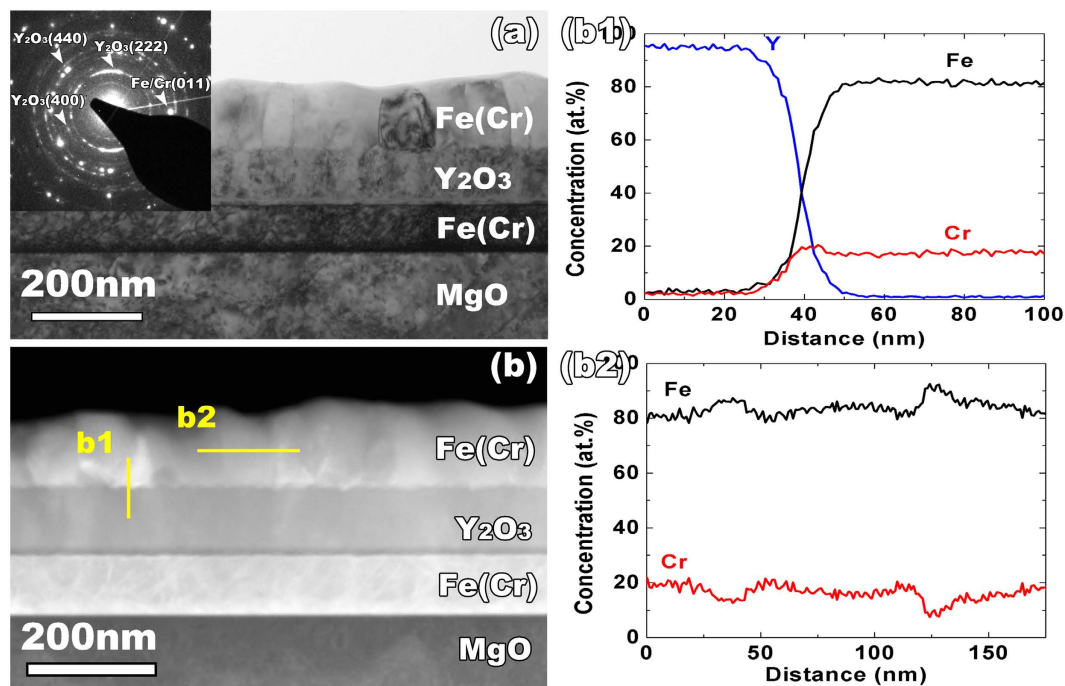 (a)
Y₂O₃(440)
Y₂O₃(222)
Fe/Cr(011)
Y₂O₃(400)
Fe(Cr)
Y₂O₃
Fe(Cr)
MgO
200nm
(b1)
Y
Fe
Cr
Concentration (at.%)
80
60
40
20
0
0 20 40 60 80 100
Distance (nm)
(b)
b2
b1
Fe(Cr)
Y₂O₃
Fe(Cr)
MgO
200nm
(b2)
Fe
Cr
Concentration (at.%)
100
80
60
40
20
0
0 50 100 150
Distance (nm)